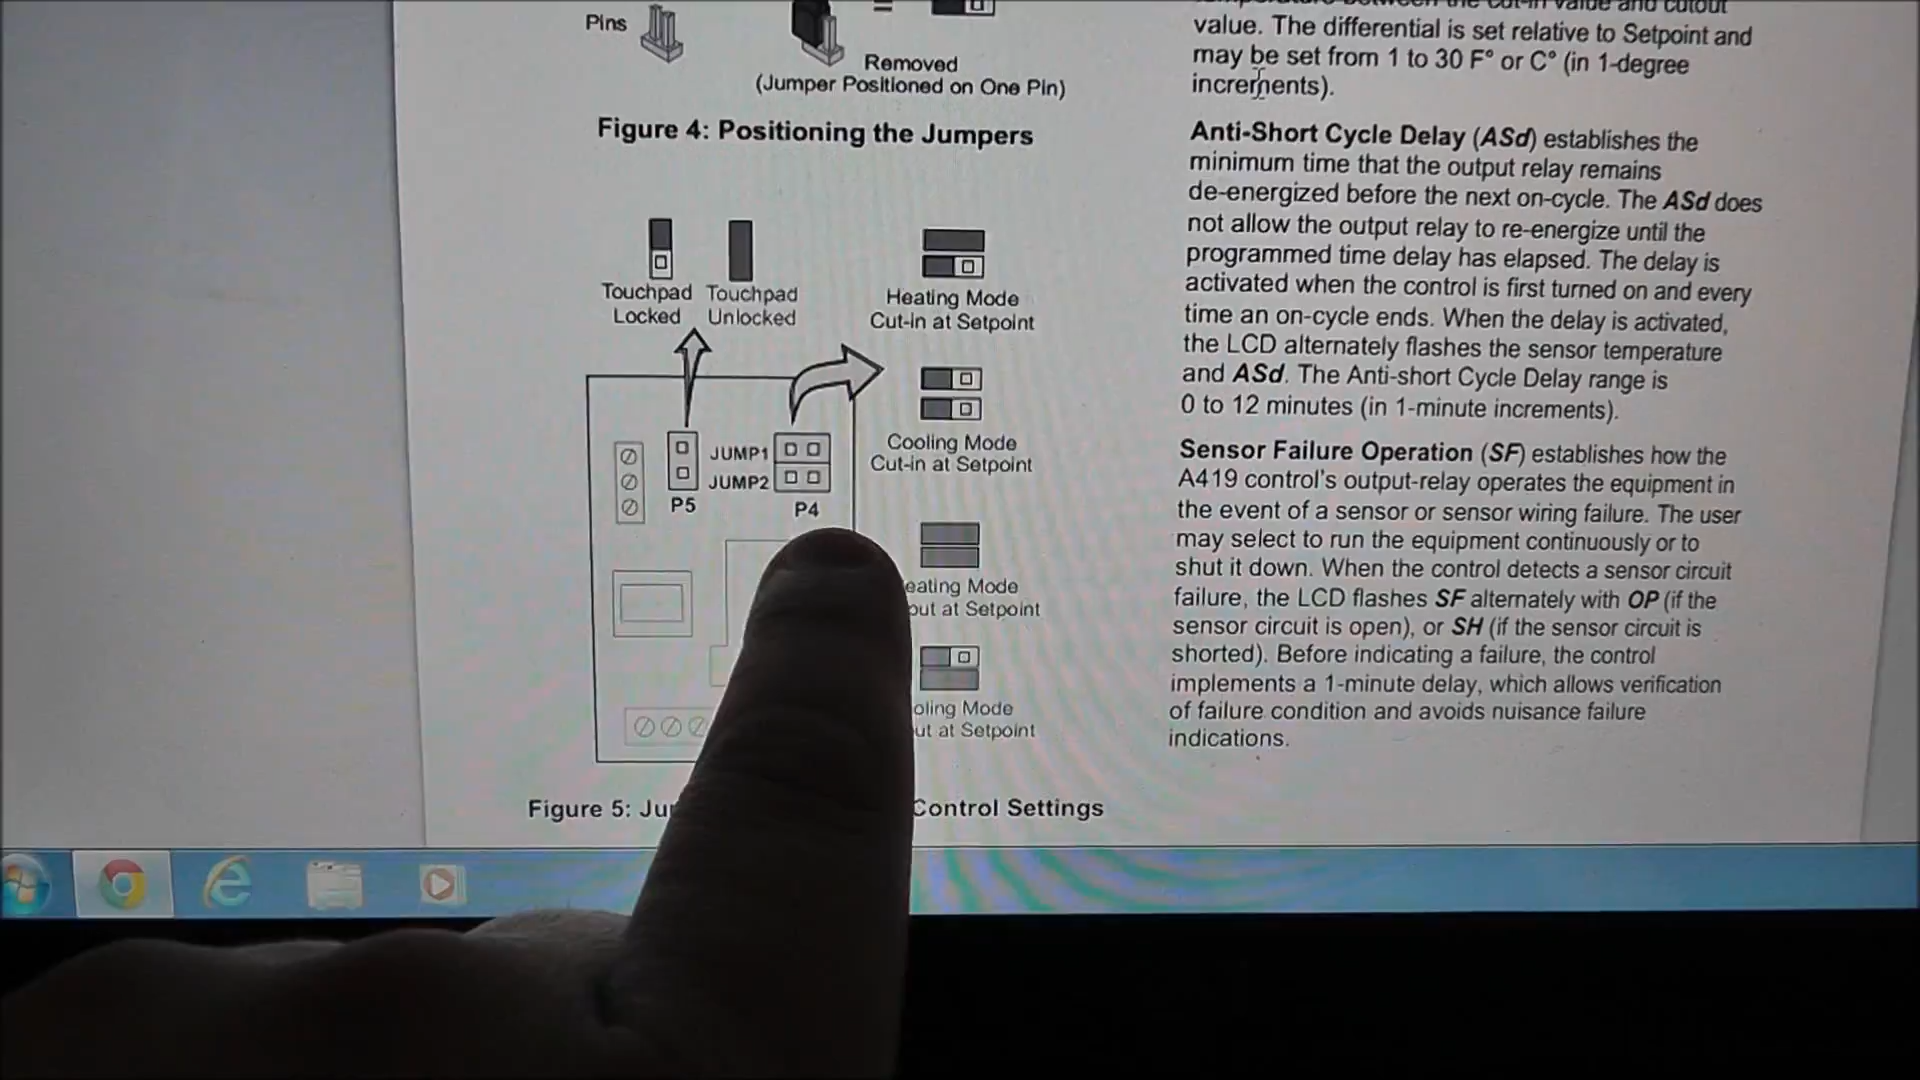 Pins
Removed
(Jumper Positioned on One Pin)
Figure 4: Positioning the Jumpers
Touchpad Locked
Touchpad Unlocked
Heating Mode
Cut-in at Setpoint
Cooling Mode
Cut-in at Setpoint
JUMP1
JUMP2
P5
P4
eating Mode
out at Setpoint
oling Mode
ut at Setpoint
Figure 5: Ju Control Settings
value and cutout
value. The differential is set relative to Setpoint and
may be set from 1 to 30 F° or C° (in 1-degree
increments).
Anti-Short Cycle Delay (ASd) establishes the
minimum time that the output relay remains
de-energized before the next on-cycle. The ASd does
not allow the output relay to re-energize until the
programmed time delay has elapsed. The delay is
activated when the control is first turned on and every
time an on-cycle ends. When the delay is activated,
the LCD alternately flashes the sensor temperature
and ASd. The Anti-short Cycle Delay range is
0 to 12 minutes (in 1-minute increments).
Sensor Failure Operation (SF) establishes how the
A419 control's output-relay operates the equipment in
the event of a sensor or sensor wiring failure. The user
may select to run the equipment continuously or to
shut it down. When the control detects a sensor circuit
failure, the LCD flashes SF alternately with OP (if the
sensor circuit is open), or SH (if the sensor circuit is
shorted). Before indicating a failure, the control
implements a 1-minute delay, which allows verification
of failure condition and avoids nuisance failure
indications.